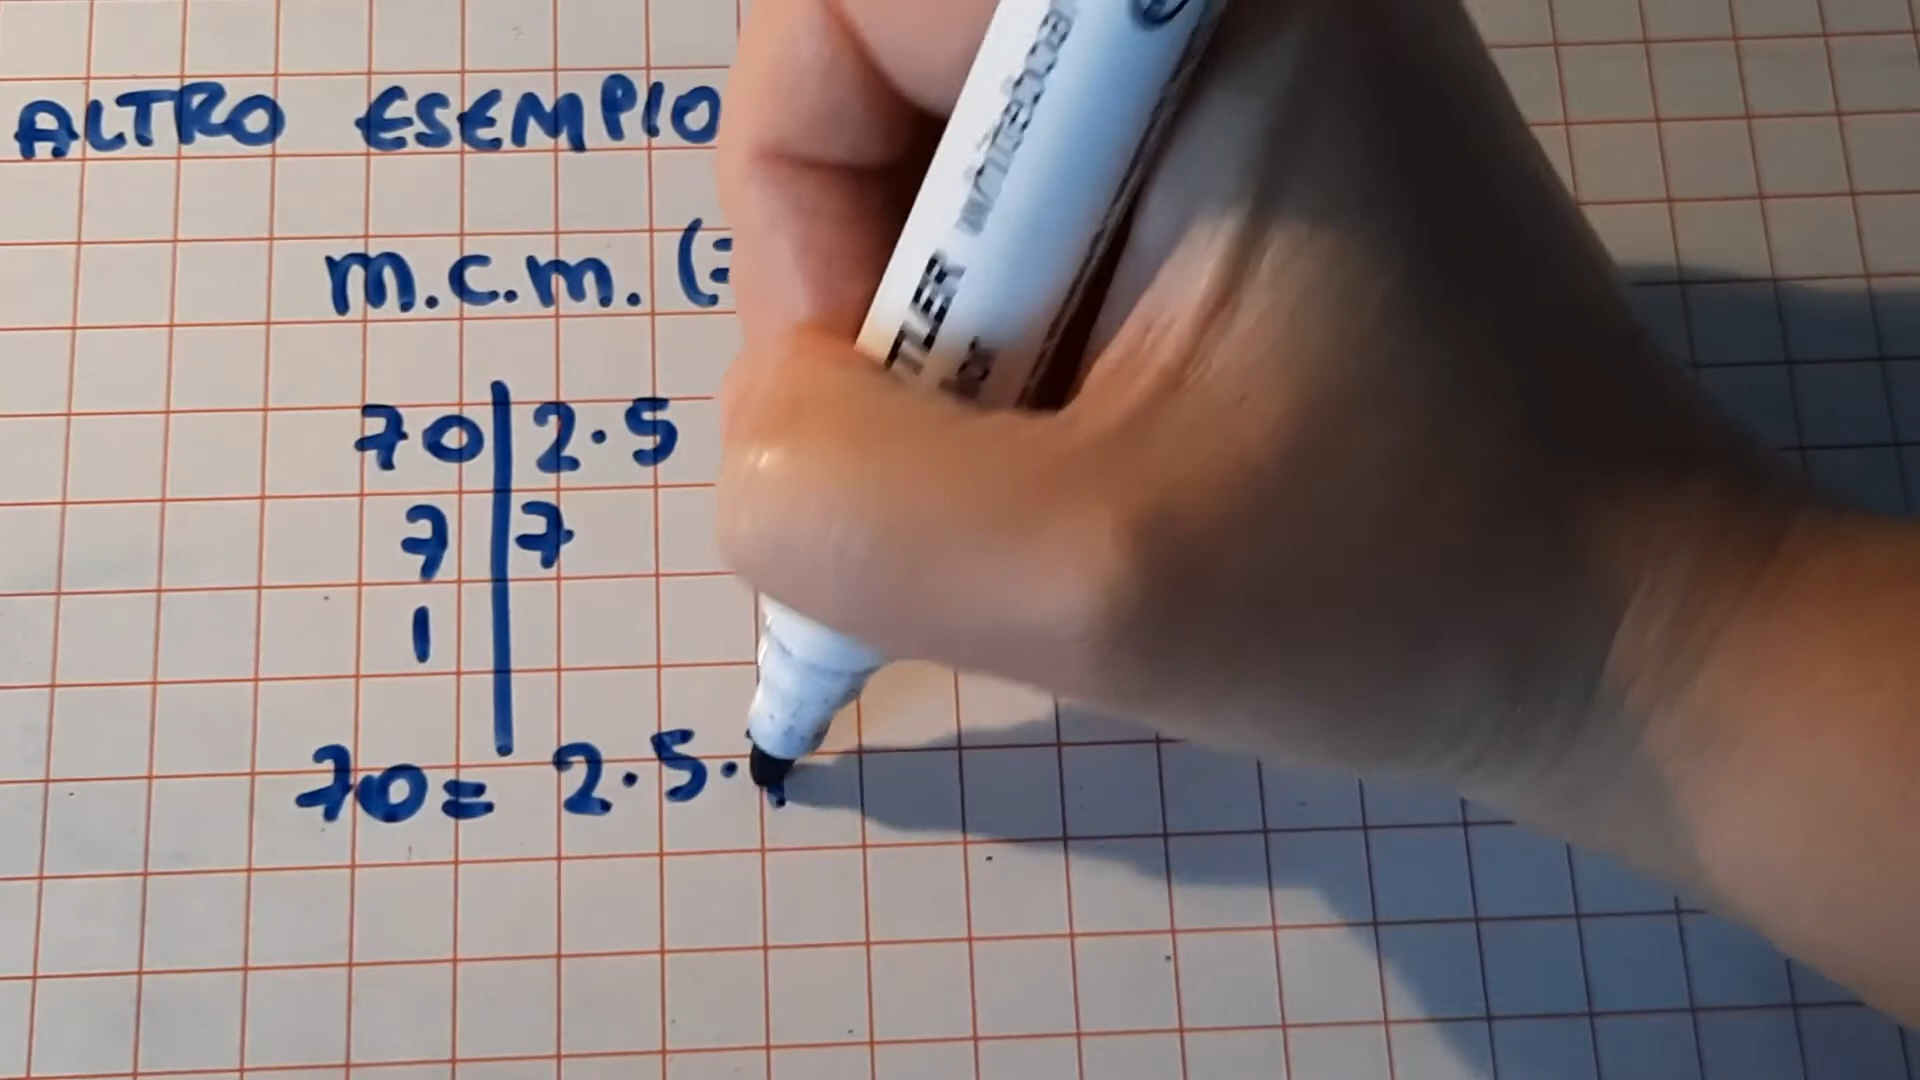 ALTRO ESEMPIO
m.c.m. (
70 | 2·5
7 | 7
1
70= 2·5·